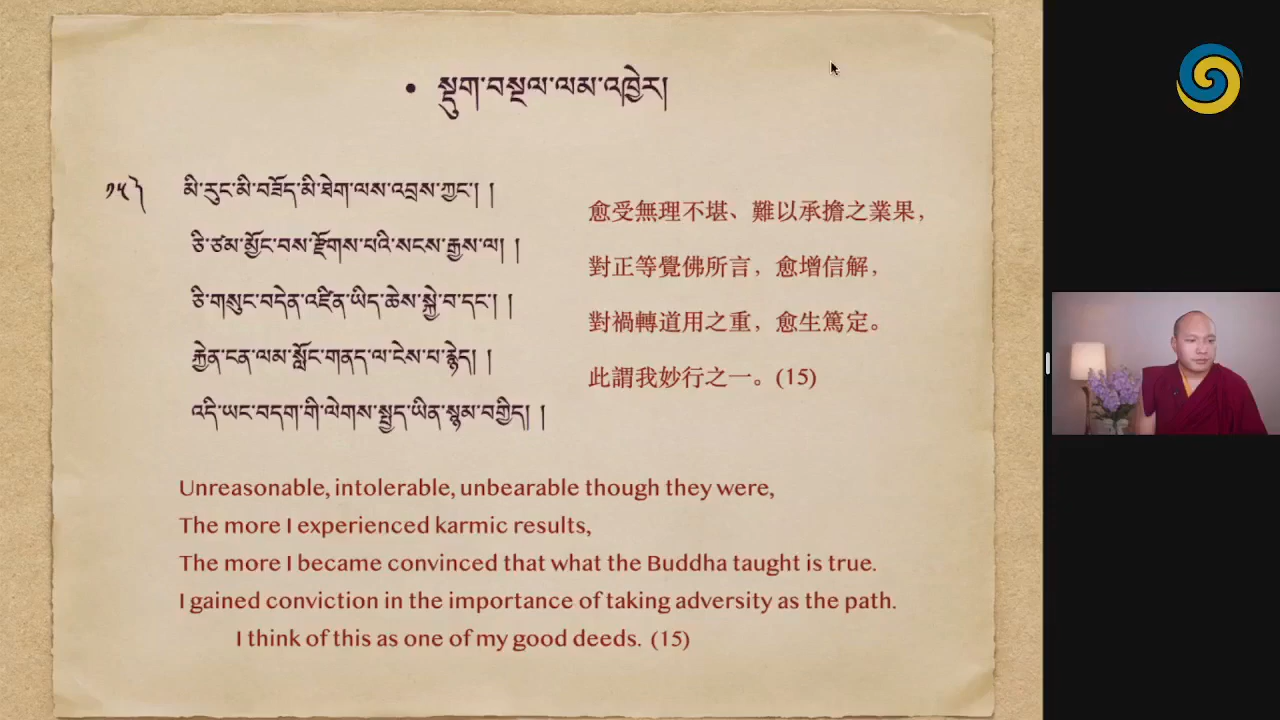 • སྡུག་བསྔལ་ལམ་འཁྱེར།
༡༥༽ མི་རུང་མི་བཟོད་མི་ཐེག་ལས་འབྲས་ཀྱང་། །
ཅི་ཙམ་མྱོང་བས་རྫོགས་པའི་སངས་རྒྱས་ལ། །
ཅི་གསུང་བདེན་འཛིན་ཡིད་ཆེས་སྐྱེ་བ་དང་། །
རྐྱེན་ངན་ལམ་སློང་གནད་ལ་ངེས་པ་རྙེད། །
འདི་ཡང་བདག་གི་ལེགས་སྤྱད་ཡིན་སྙམ་བགྱིད། །
愈受無理不堪、難以承擔之業果，
對正等覺佛所言，愈增信解，
對禍轉道用之重，愈生篤定。
此謂我妙行之一。(15)
Unreasonable, intolerable, unbearable though they were,
The more I experienced karmic results,
The more I became convinced that what the Buddha taught is true.
I gained conviction in the importance of taking adversity as the path.
I think of this as one of my good deeds. (15)